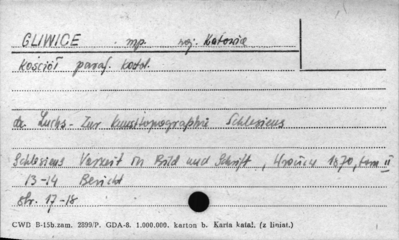 GLIWICE mp woj. Katowice
Kościół paraf. katol.
dr Luchs - Zur Kunsttopographie Schlesiens
Schlesiens Vorzeit in Bild und Schrift, Wrocław 1870, tom II
13-14 Bericht
str. 17-18
CWD B-15b. zam. 2899/P. GDA-8. 1.000.000. karton b. Karta katal. (z liniat.)